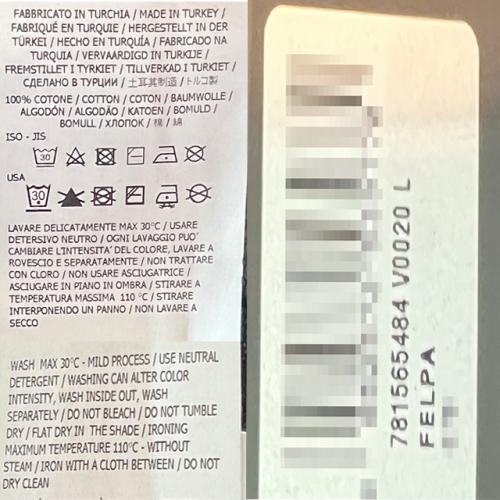 FABBRICATO IN TURCHIA / MADE IN TURKEY /
FABRIQUÉ EN TURQUIE / HERGESTELLT IN DER
TÜRKEI / HECHO EN TURQUÍA / FABRICADO NA
TURQUIA / VERVAARDIGD IN TURKIJE /
FREMSTILLET I TYRKIET / TILLVERKAD I TURKIET /
СДЕЛАНО В ТУРЦИИ / 土耳其制造 / トルコ製
100% COTONE / COTTON / COTON / BAUMWOLLE /
ALGODÓN / ALGODÃO / KATOEN / BOMULD /
BOMULL / ХЛОПОК / 棉 / 綿
ISO - JIS
30
USA
30
LAVARE DELICATAMENTE MAX 30°C / USARE
DETERSIVO NEUTRO / OGNI LAVAGGIO PUO'
CAMBIARE L'INTENSITA' DEL COLORE, LAVARE A
ROVESCIO E SEPARATAMENTE / NON TRATTARE
CON CLORO / NON USARE ASCIUGATRICE /
ASCIUGARE IN PIANO IN OMBRA / STIRARE A
TEMPERATURA MASSIMA 110 °C / STIRARE
INTERPONENDO UN PANNO / NON LAVARE A
SECCO
WASH MAX 30°C - MILD PROCESS / USE NEUTRAL
DETERGENT / WASHING CAN ALTER COLOR
INTENSITY, WASH INSIDE OUT, WASH
SEPARATELY / DO NOT BLEACH / DO NOT TUMBLE
DRY / FLAT DRY IN THE SHADE / IRONING
MAXIMUM TEMPERATURE 110°C - WITHOUT
STEAM / IRON WITH A CLOTH BETWEEN / DO NOT
DRY CLEAN
781565484 V0020 L
FELPA